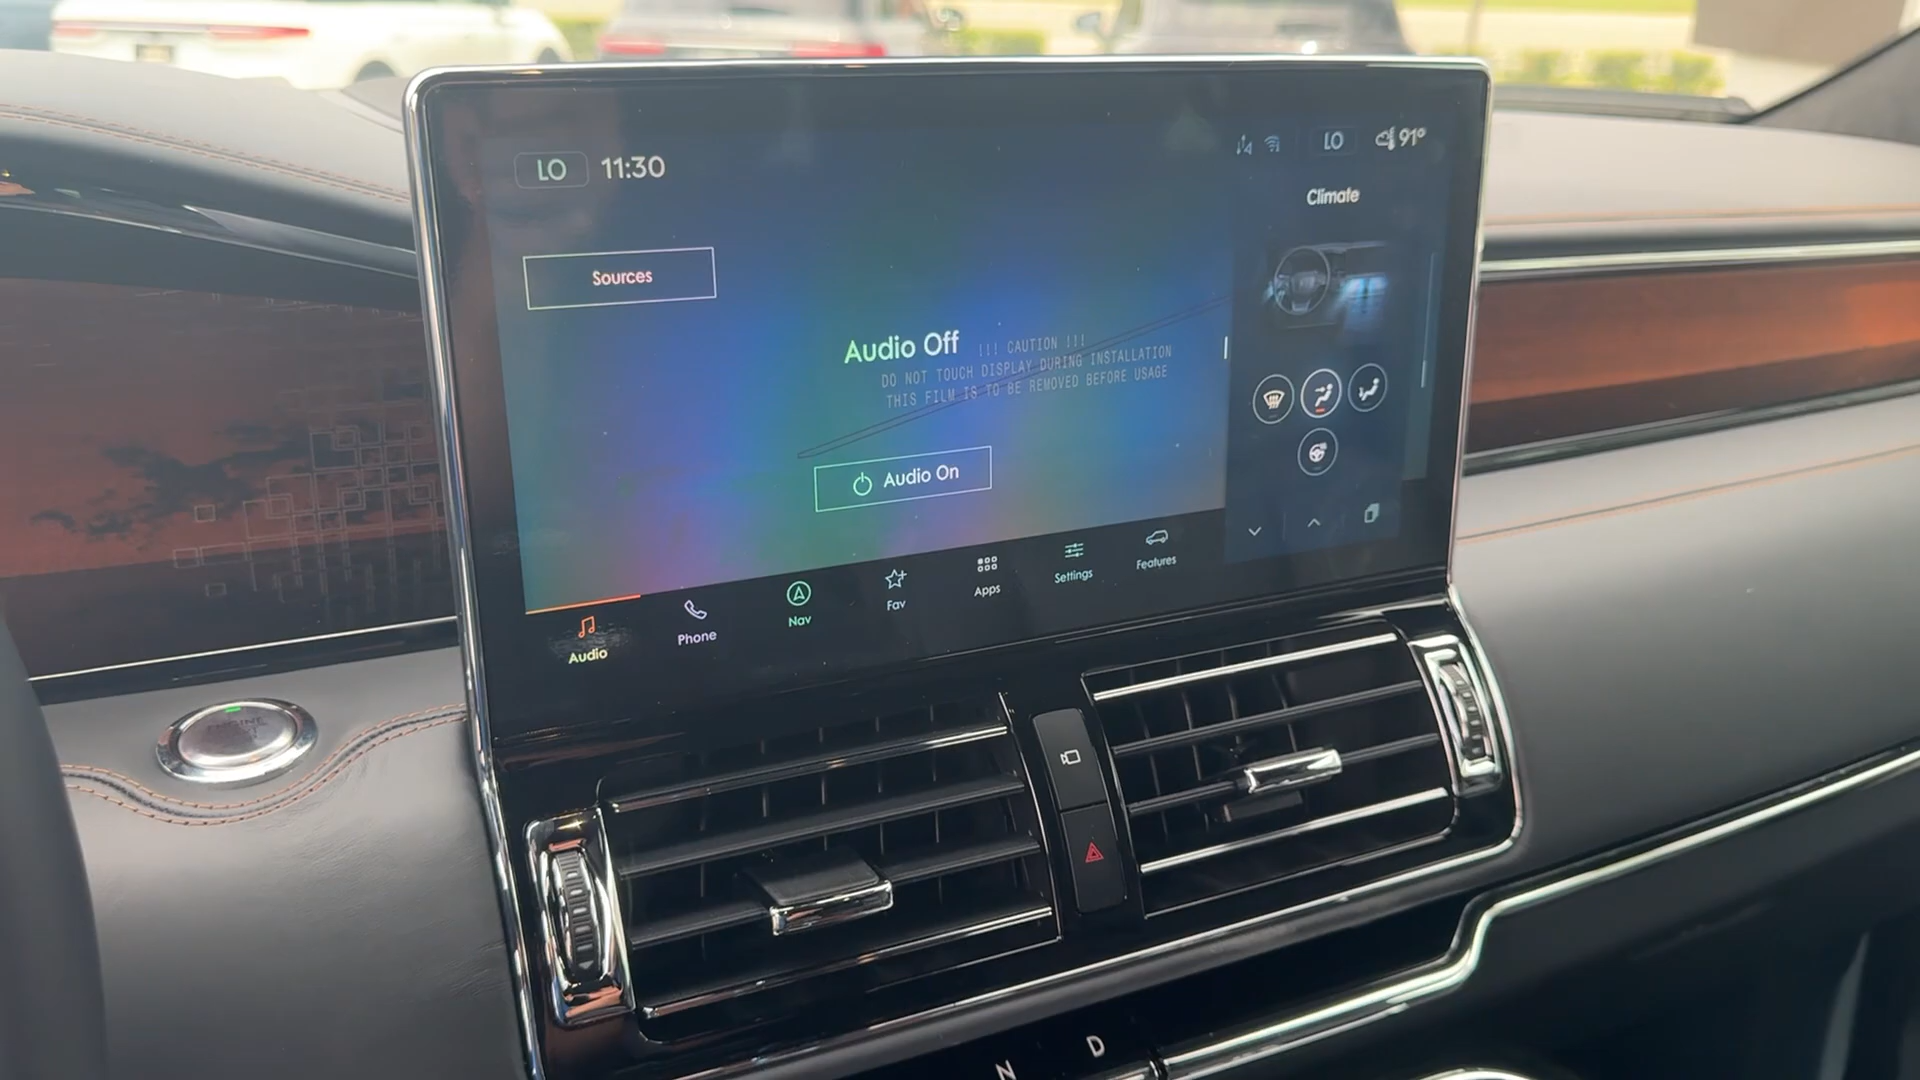 LO 11:30
LO 91°
Climate
Sources
Audio Off
!!! CAUTION !!!
DO NOT TOUCH DISPLAY DURING INSTALLATION
THIS FILM IS TO BE REMOVED BEFORE USAGE
Audio On
Audio
Phone
Nav
Fav
Apps
Settings
Features
ENGINE
N
D